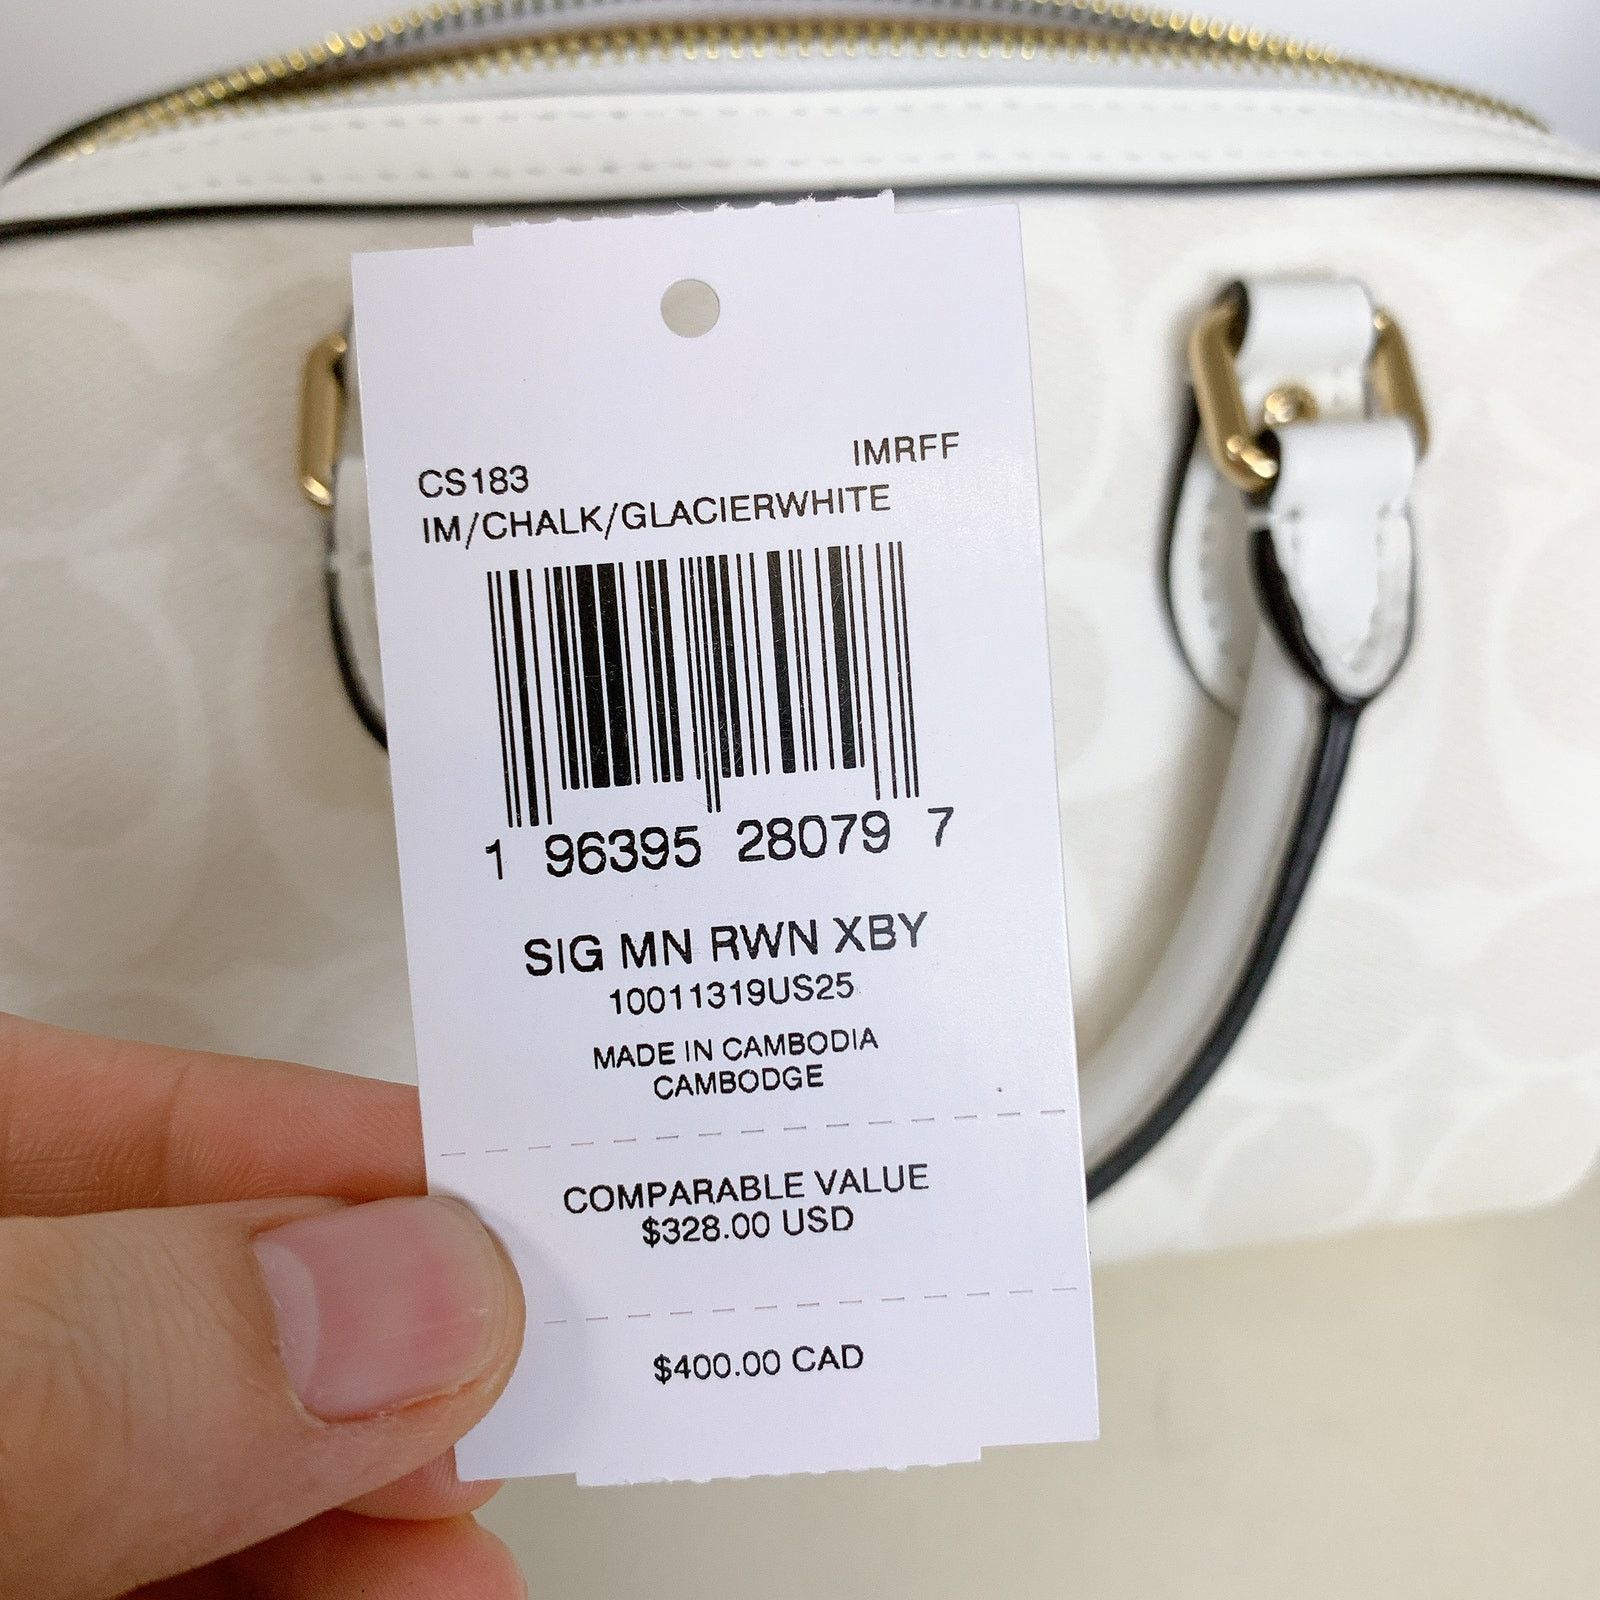 CS183 IMRFF
IM/CHALK/GLACIERWHITE
1 96395 28079 7
SIG MN RWN XBY
10011319US25
MADE IN CAMBODIA
CAMBODGE
COMPARABLE VALUE
$328.00 USD
$400.00 CAD